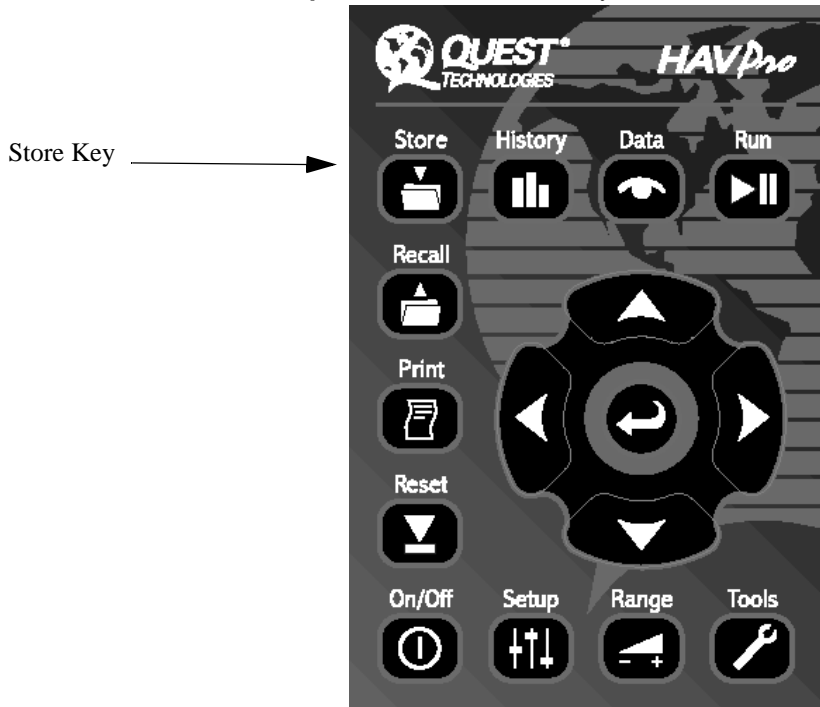 QUEST
TECHNOLOGIES
HAVPro
Store Key
Store History Data Run
Recall
Print
Reset
On/Off Setup Range Tools
- +